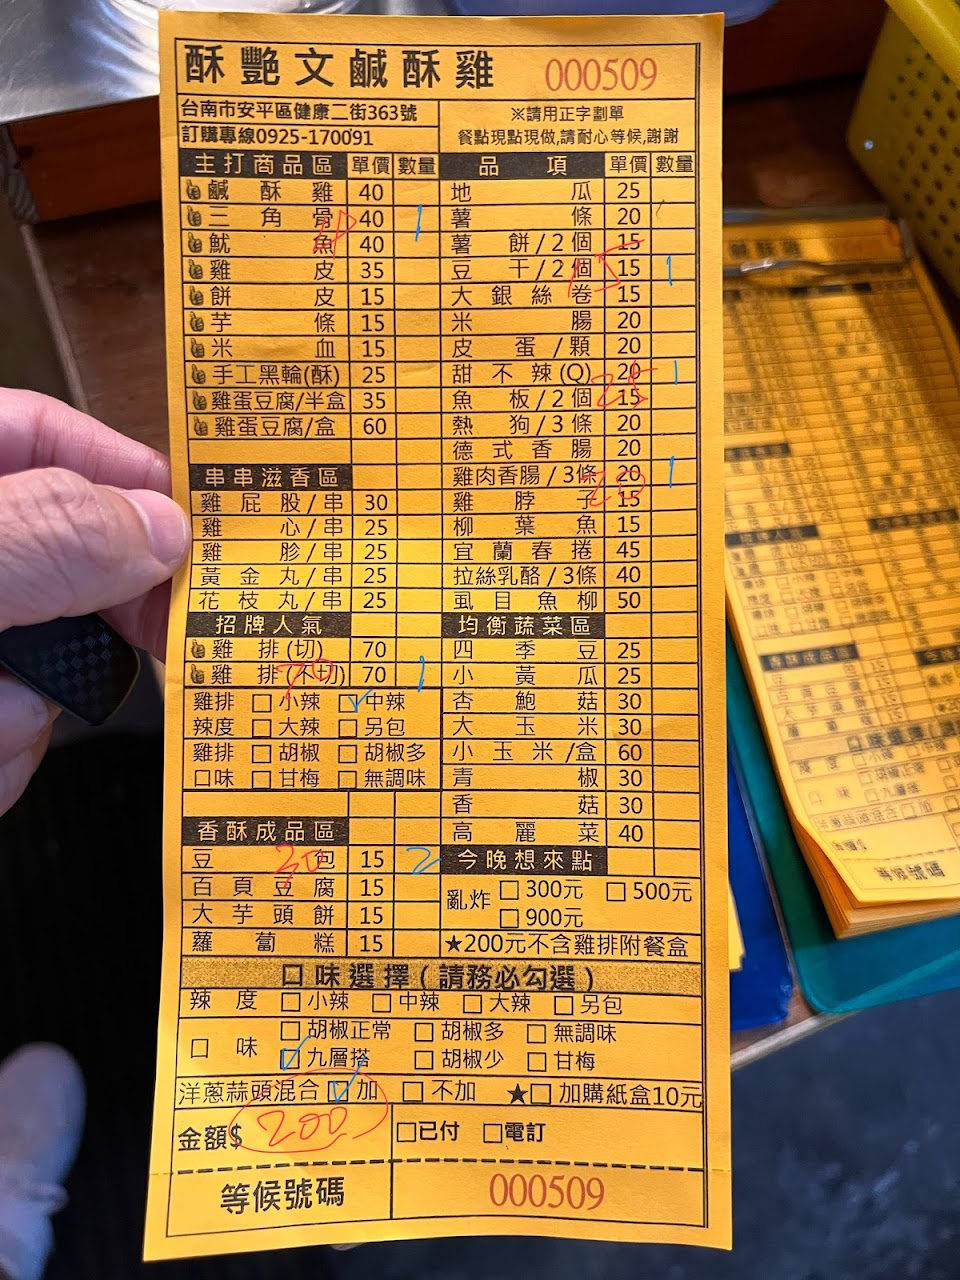 酥艷文鹹酥雞 000509
台南市安平區健康二街363號
訂購專線0925-170091
※請用正字劃單
餐點現點現做,請耐心等候,謝謝
主打商品區 單價 數量
鹹酥雞 40
三角骨 40 1
40
魷魚 40
雞皮 35
餅皮 15
芋條 15
米血 15
手工黑輪(酥) 25
雞蛋豆腐/半盒 35
雞蛋豆腐/盒 60
串串滋香區
雞屁股/串 30
雞心/串 25
雞胗/串 25
黃金丸/串 25
花枝丸/串 25
招牌人氣
雞排(切) 70
雞排(不切) 70 1
70
雞排辣度 □小辣 ☑中辣
□大辣 □另包
雞排口味 □胡椒 □胡椒多
□甘梅 □無調味
香酥成品區
豆包 15 2
30
百頁豆腐 15
大芋頭餅 15
蘿蔔糕 15
品項 單價 數量
地瓜 25
薯條 20
薯餅/2個 15
豆干/2個 15 1
15
大銀絲卷 15
米腸 20
皮蛋/顆 20
甜不辣(Q) 20 1
25
魚板/2個 15
熱狗/3條 20
德式香腸 20
雞肉香腸/3條 20 1
20
雞脖子 15
柳葉魚 15
宜蘭春捲 45
拉絲乳酪/3條 40
虱目魚柳 50
均衡蔬菜區
四季豆 25
小黃瓜 25
杏鮑菇 30
大玉米 30
小玉米/盒 60
青椒 30
香菇 30
高麗菜 40
今晚想來點
亂炸 □300元 □500元
□900元
★200元不含雞排附餐盒
口味選擇(請務必勾選)
辣度 □小辣 □中辣 □大辣 □另包
口味 □胡椒正常 □胡椒多 □無調味
☑九層塔 □胡椒少 □甘梅
洋蔥蒜頭混合 ☑加 □不加 ★□加購紙盒10元
金額$ 200 □已付 □電訂
等候號碼 000509